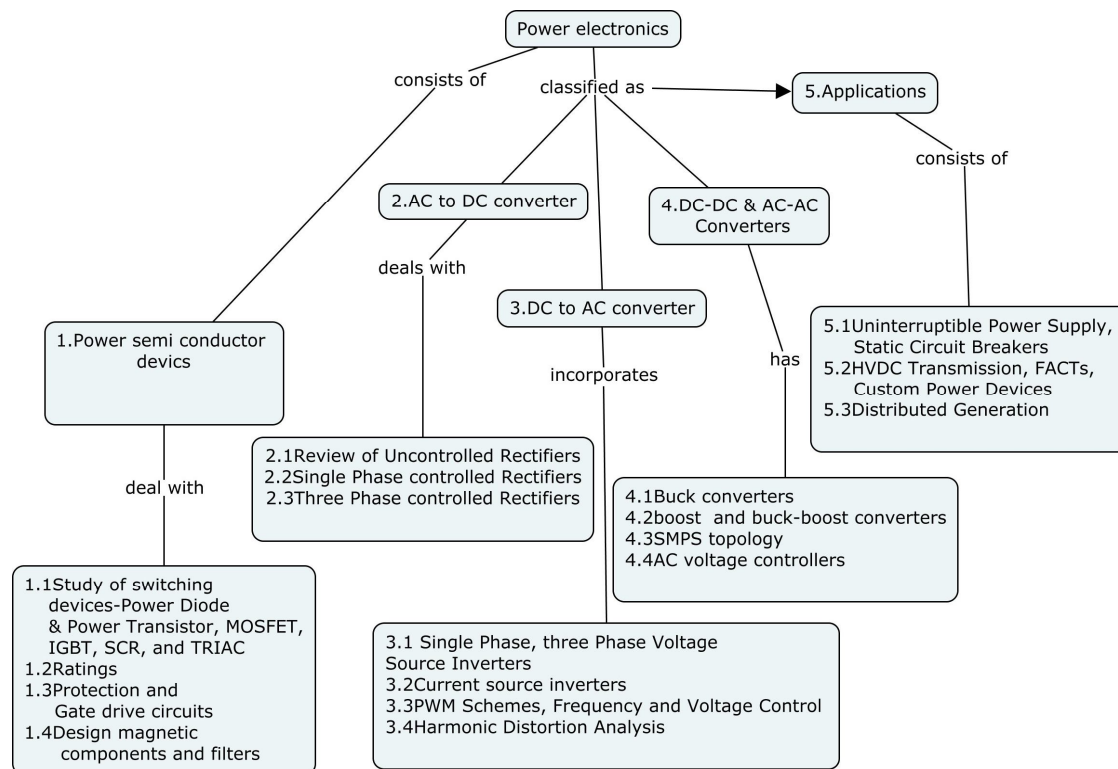 Power electronics
consists of
classified as
5.Applications
consists of
2.AC to DC converter
4.DC-DC & AC-AC
Converters
deals with
3.DC to AC converter
1.Power semi conductor
devics
5.1Uninterruptible Power Supply,
Static Circuit Breakers
5.2HVDC Transmission, FACTs,
Custom Power Devices
5.3Distributed Generation
has
incorporates
2.1Review of Uncontrolled Rectifiers
2.2Single Phase controlled Rectifiers
2.3Three Phase controlled Rectifiers
deal with
4.1Buck converters
4.2boost and buck-boost converters
4.3SMPS topology
4.4AC voltage controllers
1.1Study of switching
devices-Power Diode
& Power Transistor, MOSFET,
IGBT, SCR, and TRIAC
1.2Ratings
1.3Protection and
Gate drive circuits
1.4Design magnetic
components and filters
3.1 Single Phase, three Phase Voltage
Source Inverters
3.2Current source inverters
3.3PWM Schemes, Frequency and Voltage Control
3.4Harmonic Distortion Analysis